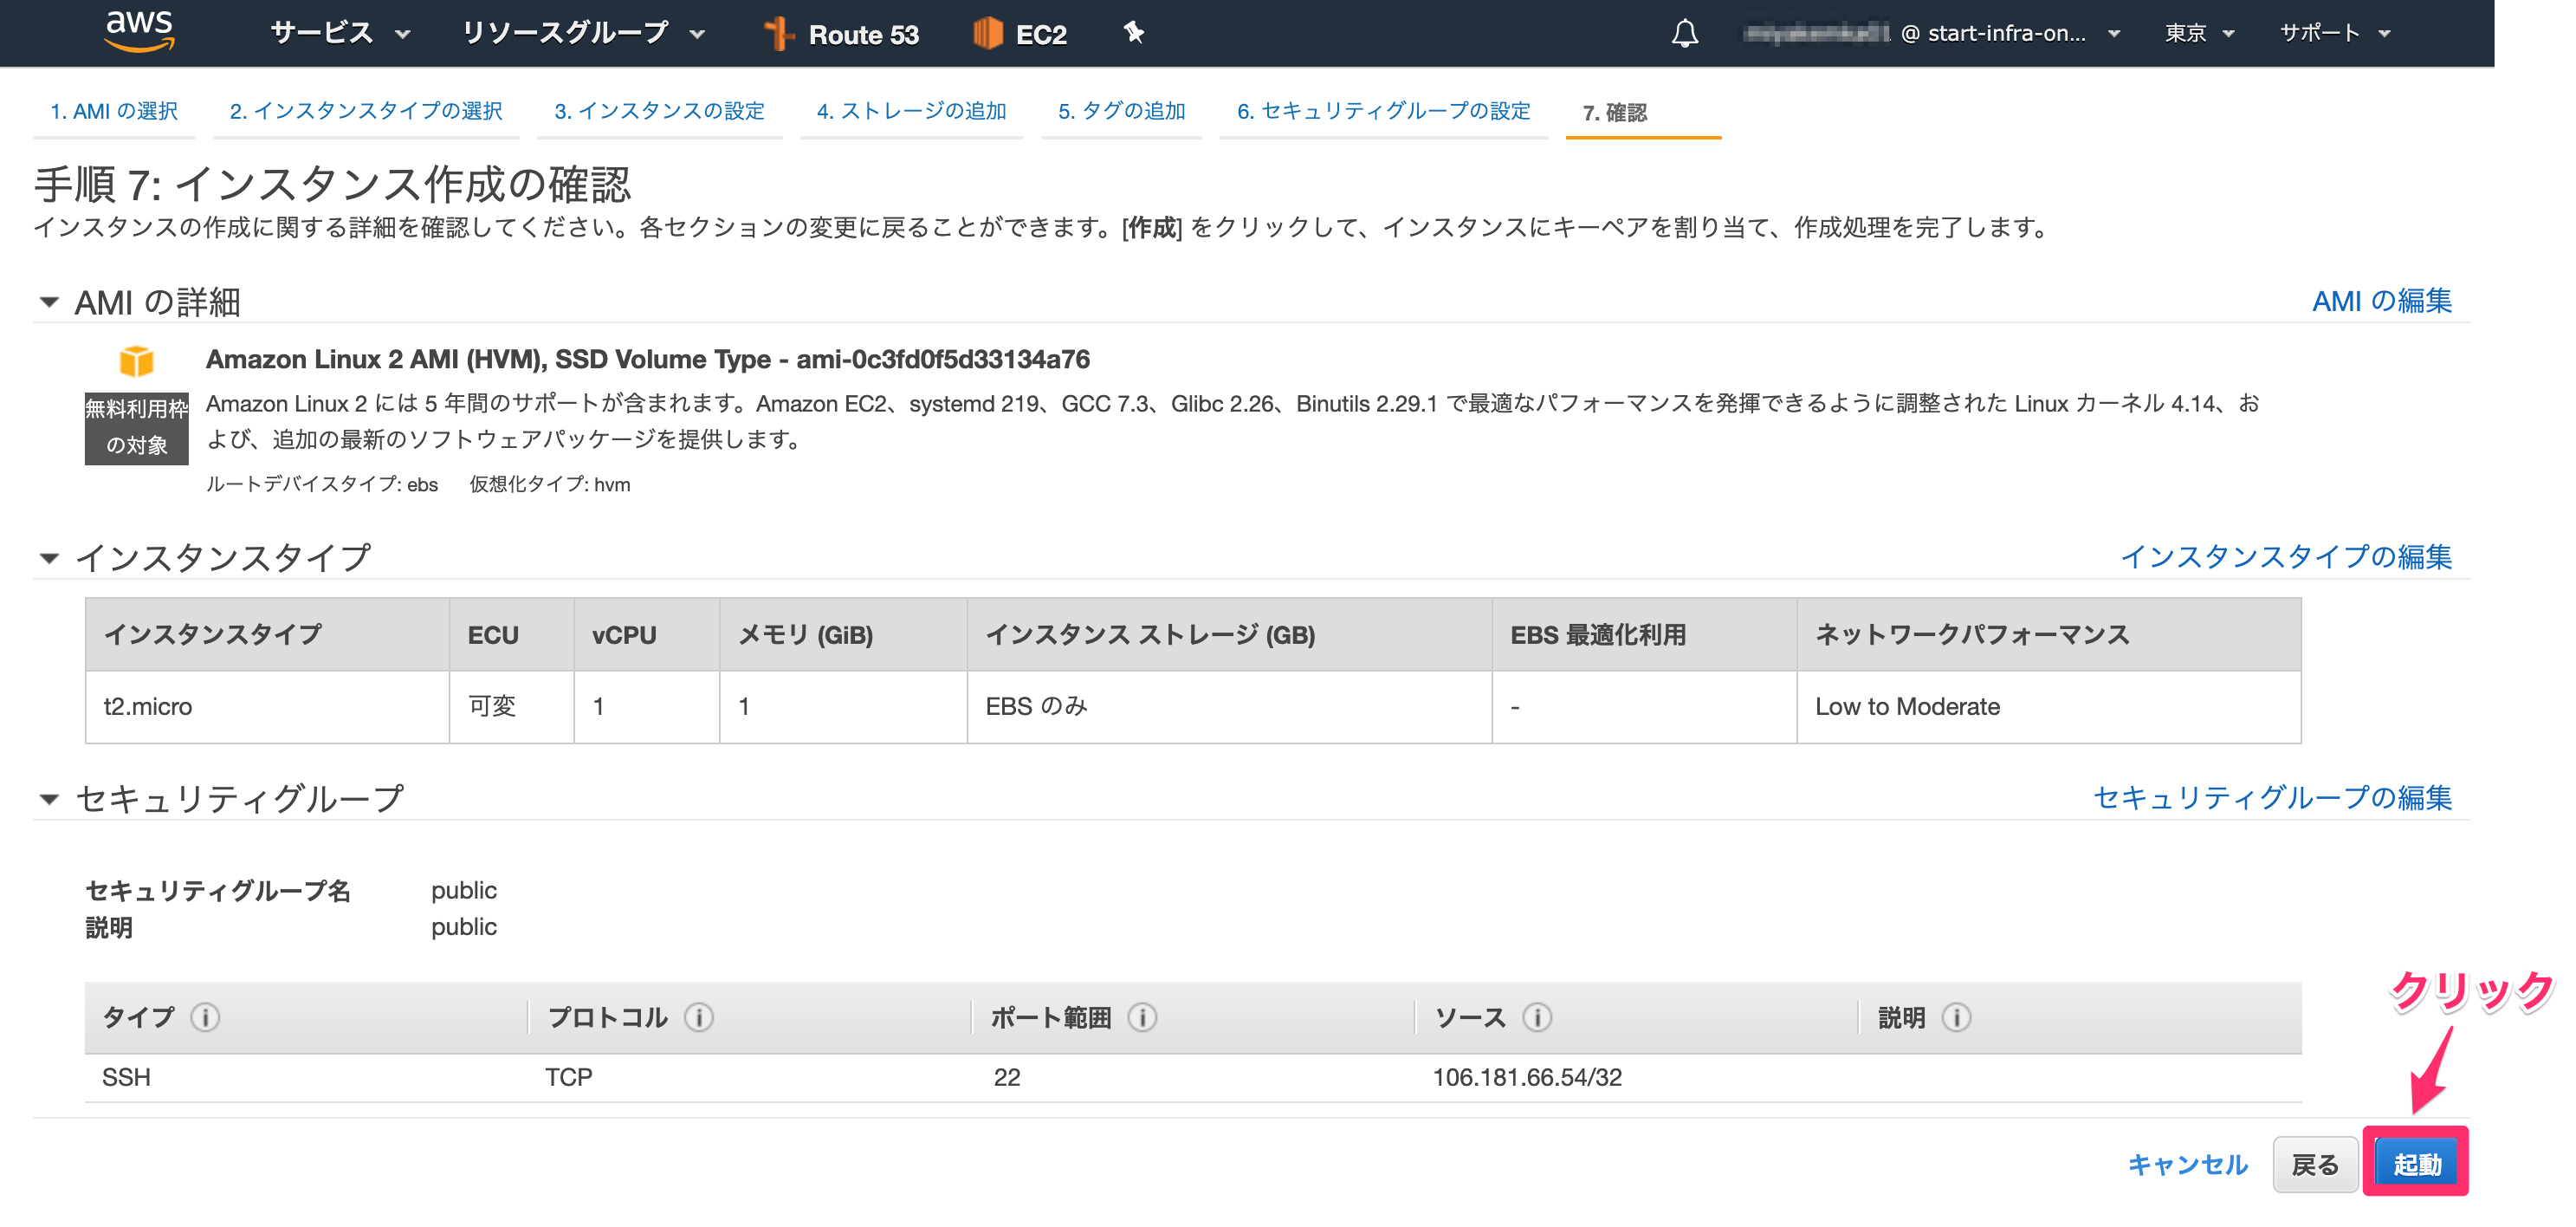 aws サービス リソースグループ Route 53 EC2 @ start-infra-on... 東京 サポート
1. AMI の選択 2. インスタンスタイプの選択 3. インスタンスの設定 4. ストレージの追加 5. タグの追加 6. セキュリティグループの設定 7. 確認
手順 7: インスタンス作成の確認
インスタンスの作成に関する詳細を確認してください。各セクションの変更に戻ることができます。[作成] をクリックして、インスタンスにキーペアを割り当て、作成処理を完了します。
AMI の詳細 AMI の編集
Amazon Linux 2 AMI (HVM), SSD Volume Type - ami-0c3fd0f5d33134a76
無料利用枠
の対象
Amazon Linux 2 には 5 年間のサポートが含まれます。Amazon EC2、systemd 219、GCC 7.3、Glibc 2.26、Binutils 2.29.1 で最適なパフォーマンスを発揮できるように調整された Linux カーネル 4.14、お
よび、追加の最新のソフトウェアパッケージを提供します。
ルートデバイスタイプ: ebs 仮想化タイプ: hvm
インスタンスタイプ インスタンスタイプの編集
インスタンスタイプ ECU vCPU メモリ (GiB) インスタンス ストレージ (GB) EBS 最適化利用 ネットワークパフォーマンス
t2.micro 可変 1 1 EBS のみ - Low to Moderate
セキュリティグループ セキュリティグループの編集
セキュリティグループ名 public
説明 public
タイプ プロトコル ポート範囲 ソース 説明
SSH TCP 22 106.181.66.54/32
クリック
キャンセル 戻る 起動